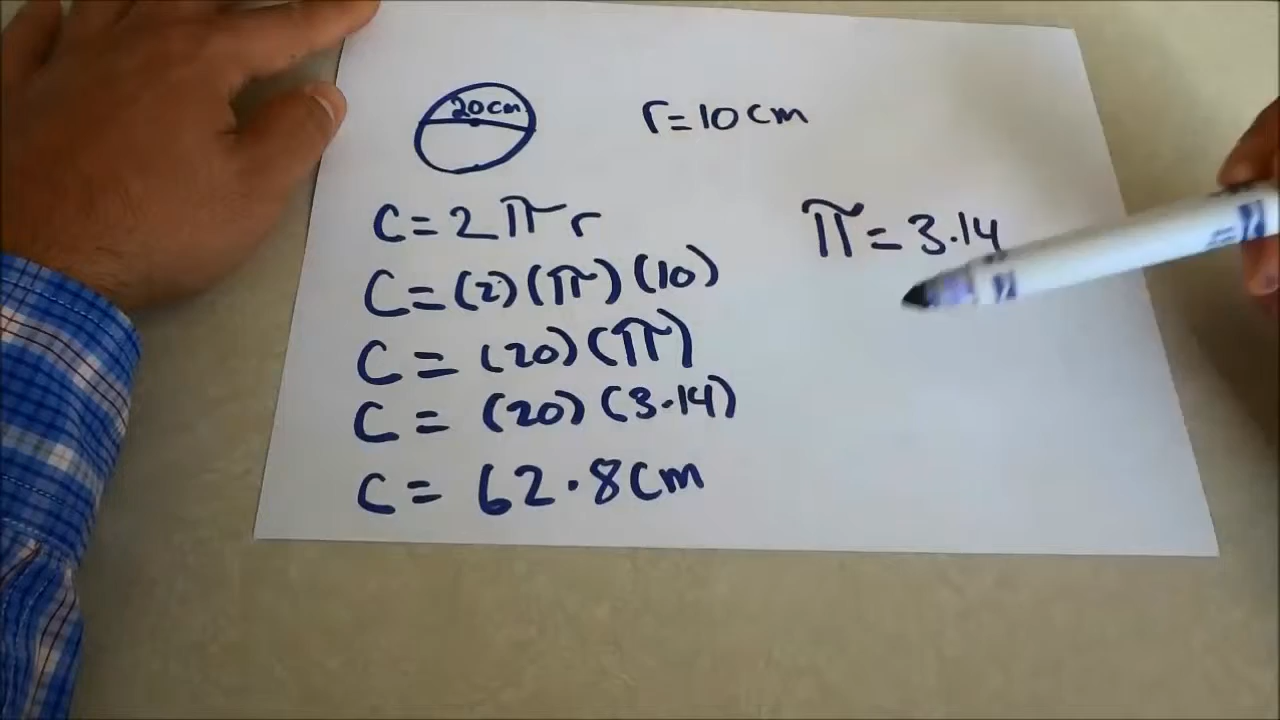 20cm
r=10cm
C=2πr
π=3.14
C=(2)(π)(10)
C=(20)(π)
C=(20)(3.14)
C=62.8cm